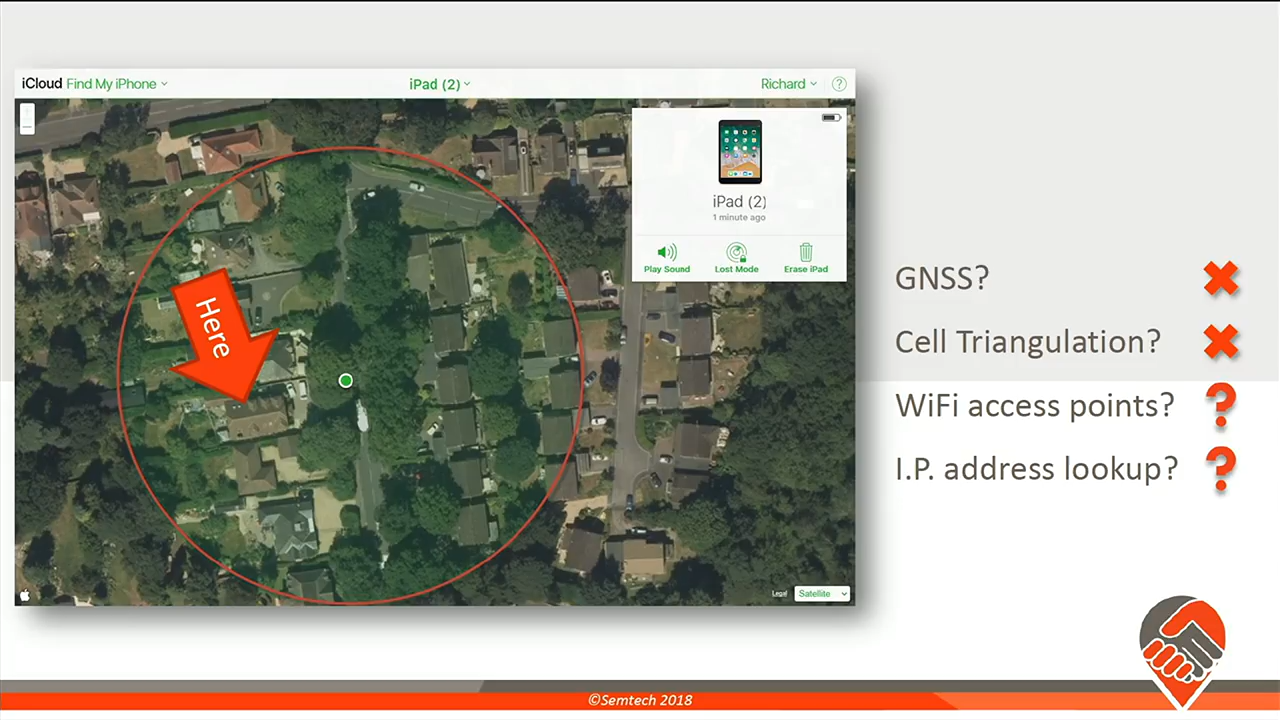 iCloud Find My iPhone
iPad (2)
Richard
?
iPad (2)
1 minute ago
Play Sound
Lost Mode
Erase iPad
Here
Legal
Satellite
GNSS?
Cell Triangulation?
WiFi access points?
?
I.P. address lookup?
?
©Semtech 2018